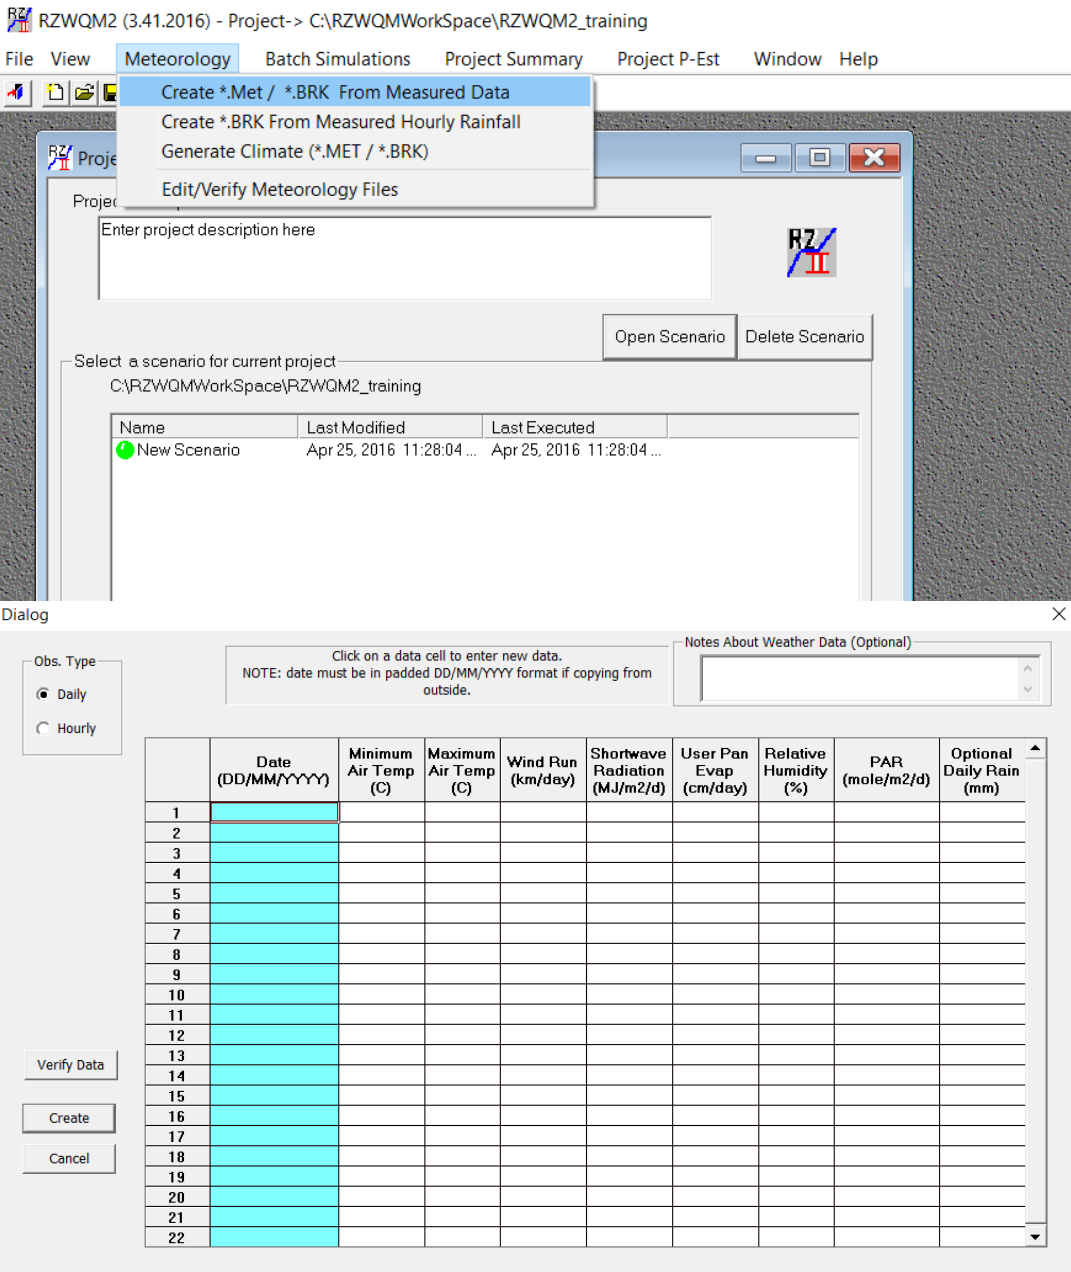 RZWQM2 (3.41.2016) - Project-> C:\RZWQMWorkSpace\RZWQM2_training
File View Meteorology Batch Simulations Project Summary Project P-Est Window Help
Create *.Met / *.BRK From Measured Data
Create *.BRK From Measured Hourly Rainfall
Generate Climate (*.MET / *.BRK)
Edit/Verify Meteorology Files
Enter project description here
RZ II
Open Scenario Delete Scenario
Select a scenario for current project
C:\RZWQMWorkSpace\RZWQM2_training
Name Last Modified Last Executed
New Scenario Apr 25, 2016 11:28:04 ... Apr 25, 2016 11:28:04 ...
Dialog
Obs. Type
Daily
Hourly
Click on a data cell to enter new data.
NOTE: date must be in padded DD/MM/YYYY format if copying from
outside.
Notes About Weather Data (Optional)
Date
(DD/MM/YYYY)
Minimum
Air Temp
(C)
Maximum
Air Temp
(C)
Wind Run
(km/day)
Shortwave
Radiation
(MJ/m2/d)
User Pan
Evap
(cm/day)
Relative
Humidity
(%)
PAR
(mole/m2/d)
Optional
Daily Rain
(mm)
1
2
3
4
5
6
7
8
9
10
11
12
13
14
15
16
17
18
19
20
21
22
Verify Data
Create
Cancel